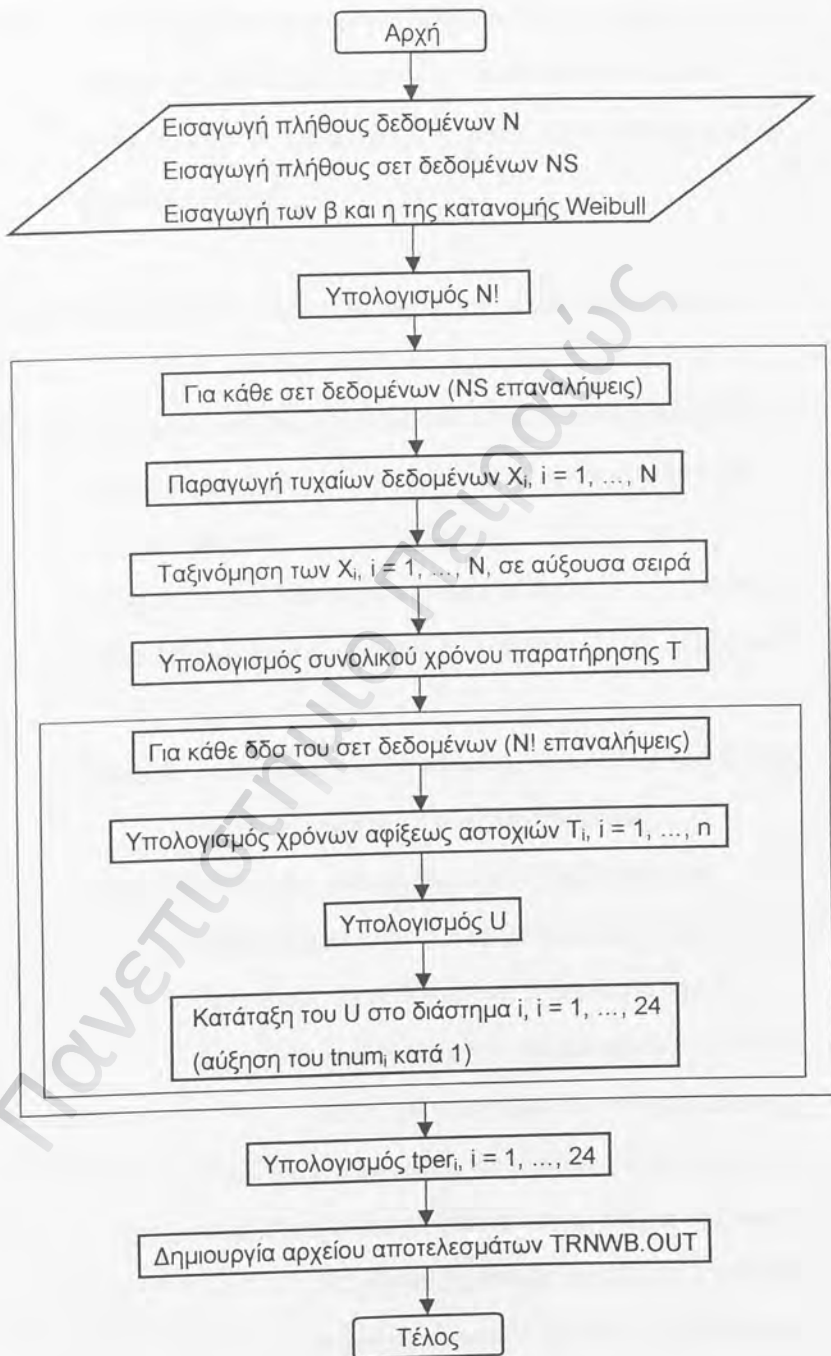 Αρχή
Εισαγωγή πλήθους δεδομένων N
Εισαγωγή πλήθους σετ δεδομένων NS
Εισαγωγή των β και η της κατανομής Weibull
Υπολογισμός N!
Για κάθε σετ δεδομένων (NS επαναλήψεις)
Παραγωγή τυχαίων δεδομένων Xᵢ, i = 1, ..., N
Ταξινόμηση των Xᵢ, i = 1, ..., N, σε αύξουσα σειρά
Υπολογισμός συνολικού χρόνου παρατήρησης T
Για κάθε δδσ του σετ δεδομένων (N! επαναλήψεις)
Υπολογισμός χρόνων αφίξεως αστοχιών Tᵢ, i = 1, ..., n
Υπολογισμός U
Κατάταξη του U στο διάστημα i, i = 1, ..., 24
(αύξηση του tnumᵢ κατά 1)
Υπολογισμός tperᵢ, i = 1, ..., 24
Δημιουργία αρχείου αποτελεσμάτων TRNWB.OUT
Τέλος
Πανεπιστήμιο Πειραιώς